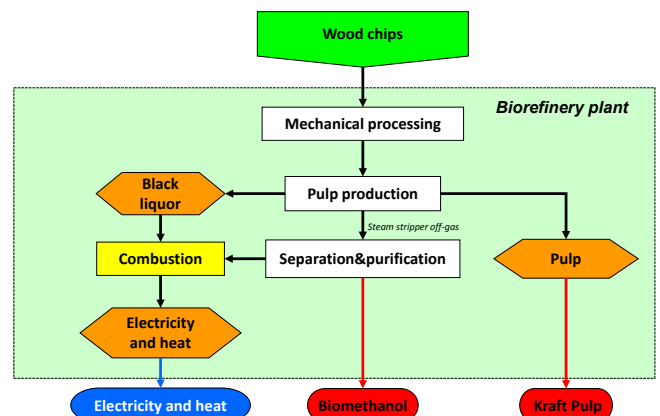 Wood chips
Biorefinery plant
Mechanical processing
Black
liquor
Pulp production
Steam stripper off-gas
Combustion
Separation&purification
Pulp
Electricity
and heat
Electricity and heat
Biomethanol
Kraft Pulp